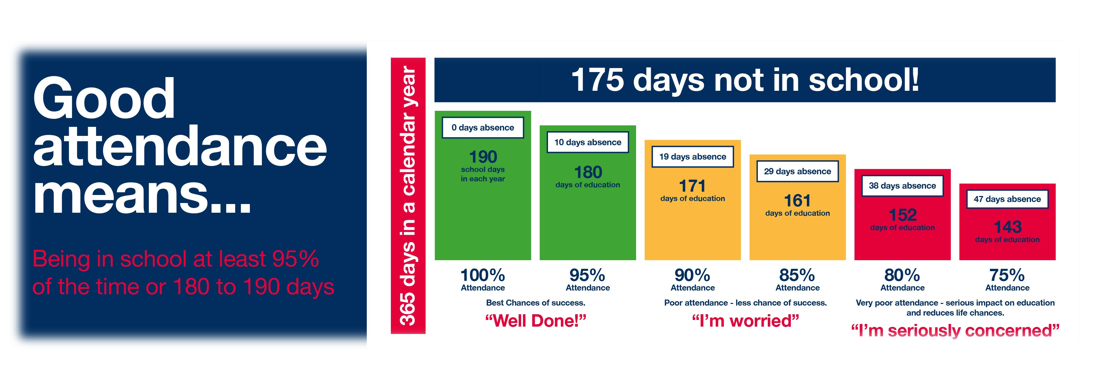 Good
attendance
means...
Being in school at least 95%
of the time or 180 to 190 days
365 days in a calendar year
175 days not in school!
0 days absence
190
school days
in each year
10 days absence
180
days of education
19 days absence
171
days of education
29 days absence
161
days of education
38 days absence
152
days of education
47 days absence
143
days of education
100%
Attendance
95%
Attendance
90%
Attendance
85%
Attendance
80%
Attendance
75%
Attendance
Best Chances of success.
"Well Done!"
Poor attendance - less chance of success.
"I'm worried"
Very poor attendance - serious impact on education
and reduces life chances.
"I'm seriously concerned"